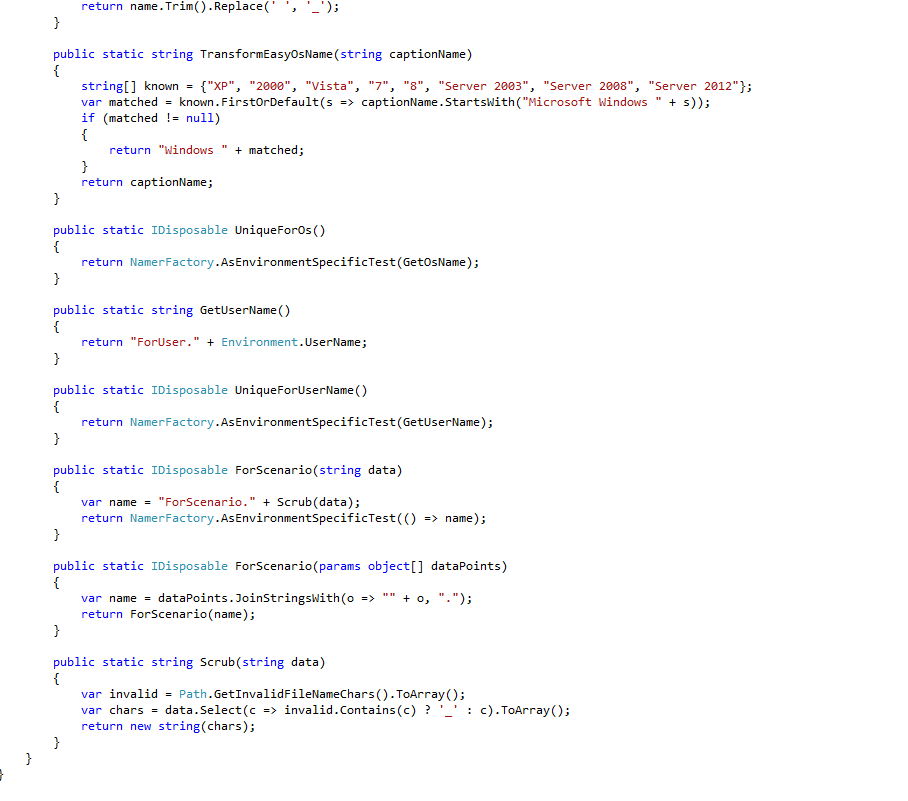 return name.Trim().Replace(' ', '_');
}
public static string TransformEasyOsName(string captionName)
{
string[] known = {"XP", "2000", "Vista", "7", "8", "Server 2003", "Server 2008", "Server 2012"};
var matched = known.FirstOrDefault(s => captionName.StartsWith("Microsoft Windows " + s));
if (matched != null)
{
return "Windows " + matched;
}
return captionName;
}
public static IDisposable UniqueForOs()
{
return NamerFactory.AsEnvironmentSpecificTest(GetOsName);
}
public static string GetUserName()
{
return "ForUser." + Environment.UserName;
}
public static IDisposable UniqueForUserName()
{
return NamerFactory.AsEnvironmentSpecificTest(GetUserName);
}
public static IDisposable ForScenario(string data)
{
var name = "ForScenario." + Scrub(data);
return NamerFactory.AsEnvironmentSpecificTest(() => name);
}
public static IDisposable ForScenario(params object[] dataPoints)
{
var name = dataPoints.JoinStringsWith(o => "" + o, ".");
return ForScenario(name);
}
public static string Scrub(string data)
{
var invalid = Path.GetInvalidFileNameChars().ToArray();
var chars = data.Select(c => invalid.Contains(c) ? '_' : c).ToArray();
return new string(chars);
}
}
}